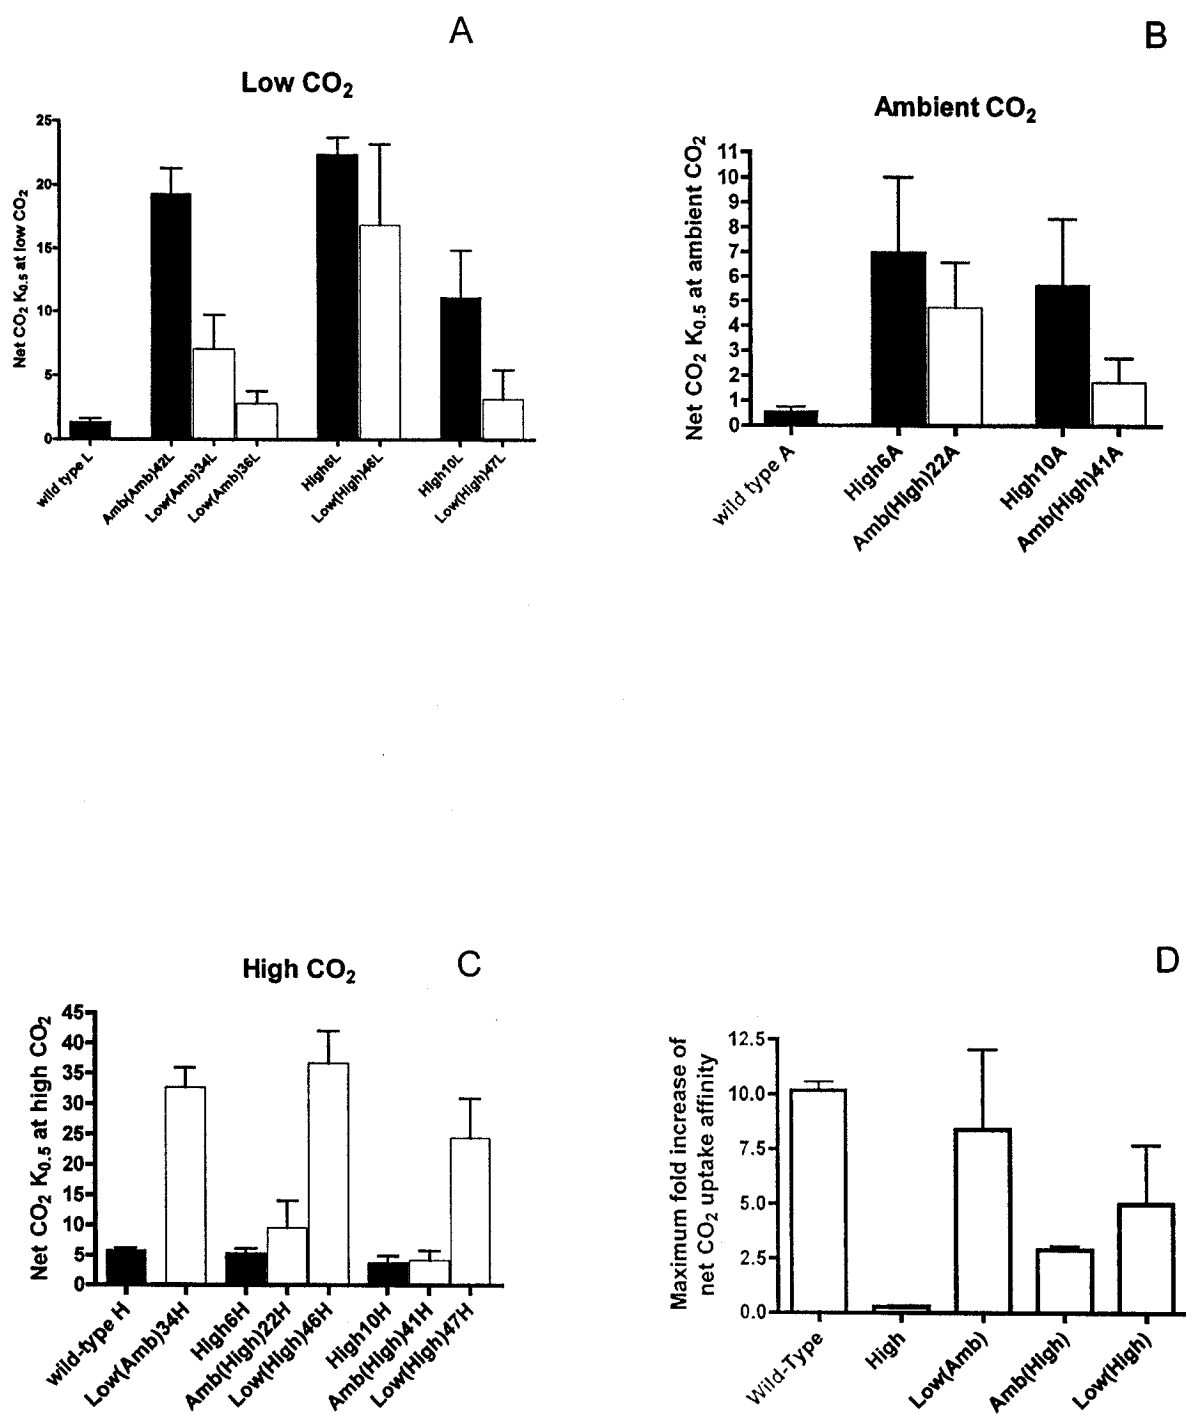 A
Low CO2
Net CO2 K0.5 at low CO2
25
20
15
10
5
0
wild type L
Amb(Amb)42L
Low(Amb)34L
Low(Amb)36L
High6L
Low(High)46L
High10L
Low(High)47L
B
Ambient CO2
Net CO2 K0.5 at ambient CO2
11
10
9
8
7
6
5
4
3
2
1
0
wild type A
High6A
Amb(High)22A
High10A
Amb(High)41A
High CO2
C
Net CO2 K0.5 at high CO2
45
40
35
30
25
20
15
10
5
0
wild-type H
Low(Amb)34H
High6H
Amb(High)22H
Low(High)46H
High10H
Amb(High)41H
Low(High)47H
D
Maximum fold increase of
net CO2 uptake affinity
12.5
10.0
7.5
5.0
2.5
0.0
Wild-Type
High
Low(Amb)
Amb(High)
Low(High)